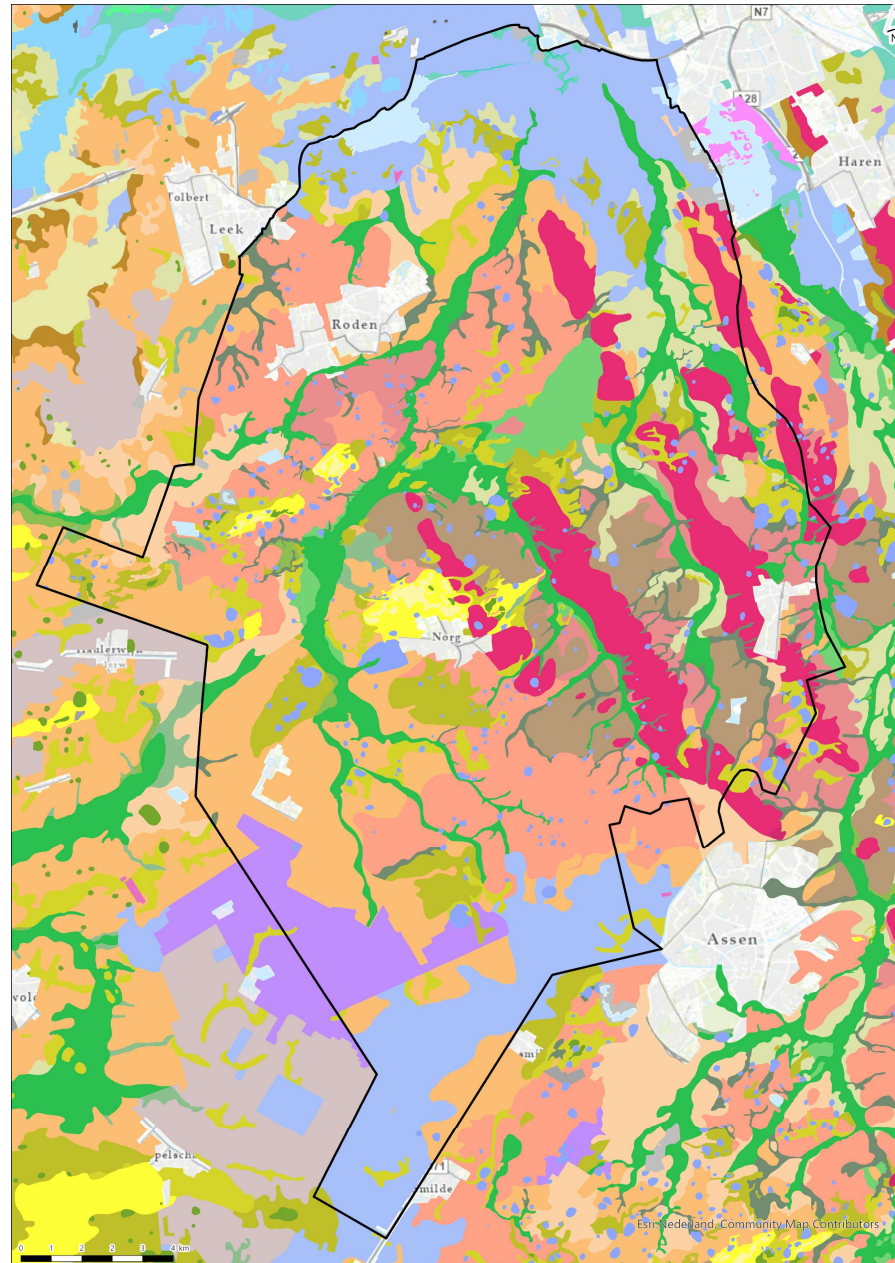 N7
N
A28
Haren
Tolbert
Leek
Roden
Norg
Assen
71
Esri Nederland, Community Map Contributors
0 1 2 3 4 km